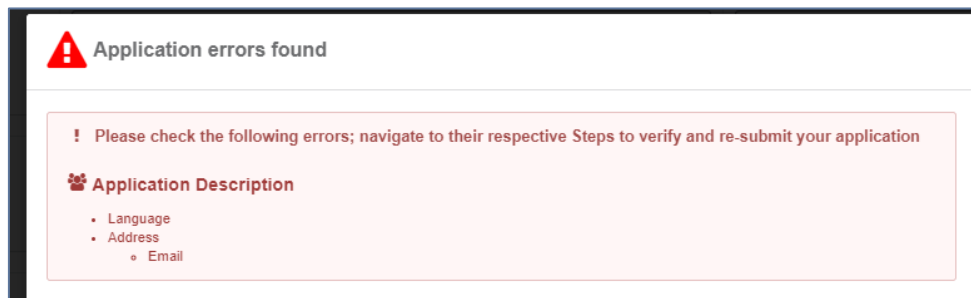 Application errors found
! Please check the following errors; navigate to their respective Steps to verify and re-submit your application
Application Description
Language
Address
Email